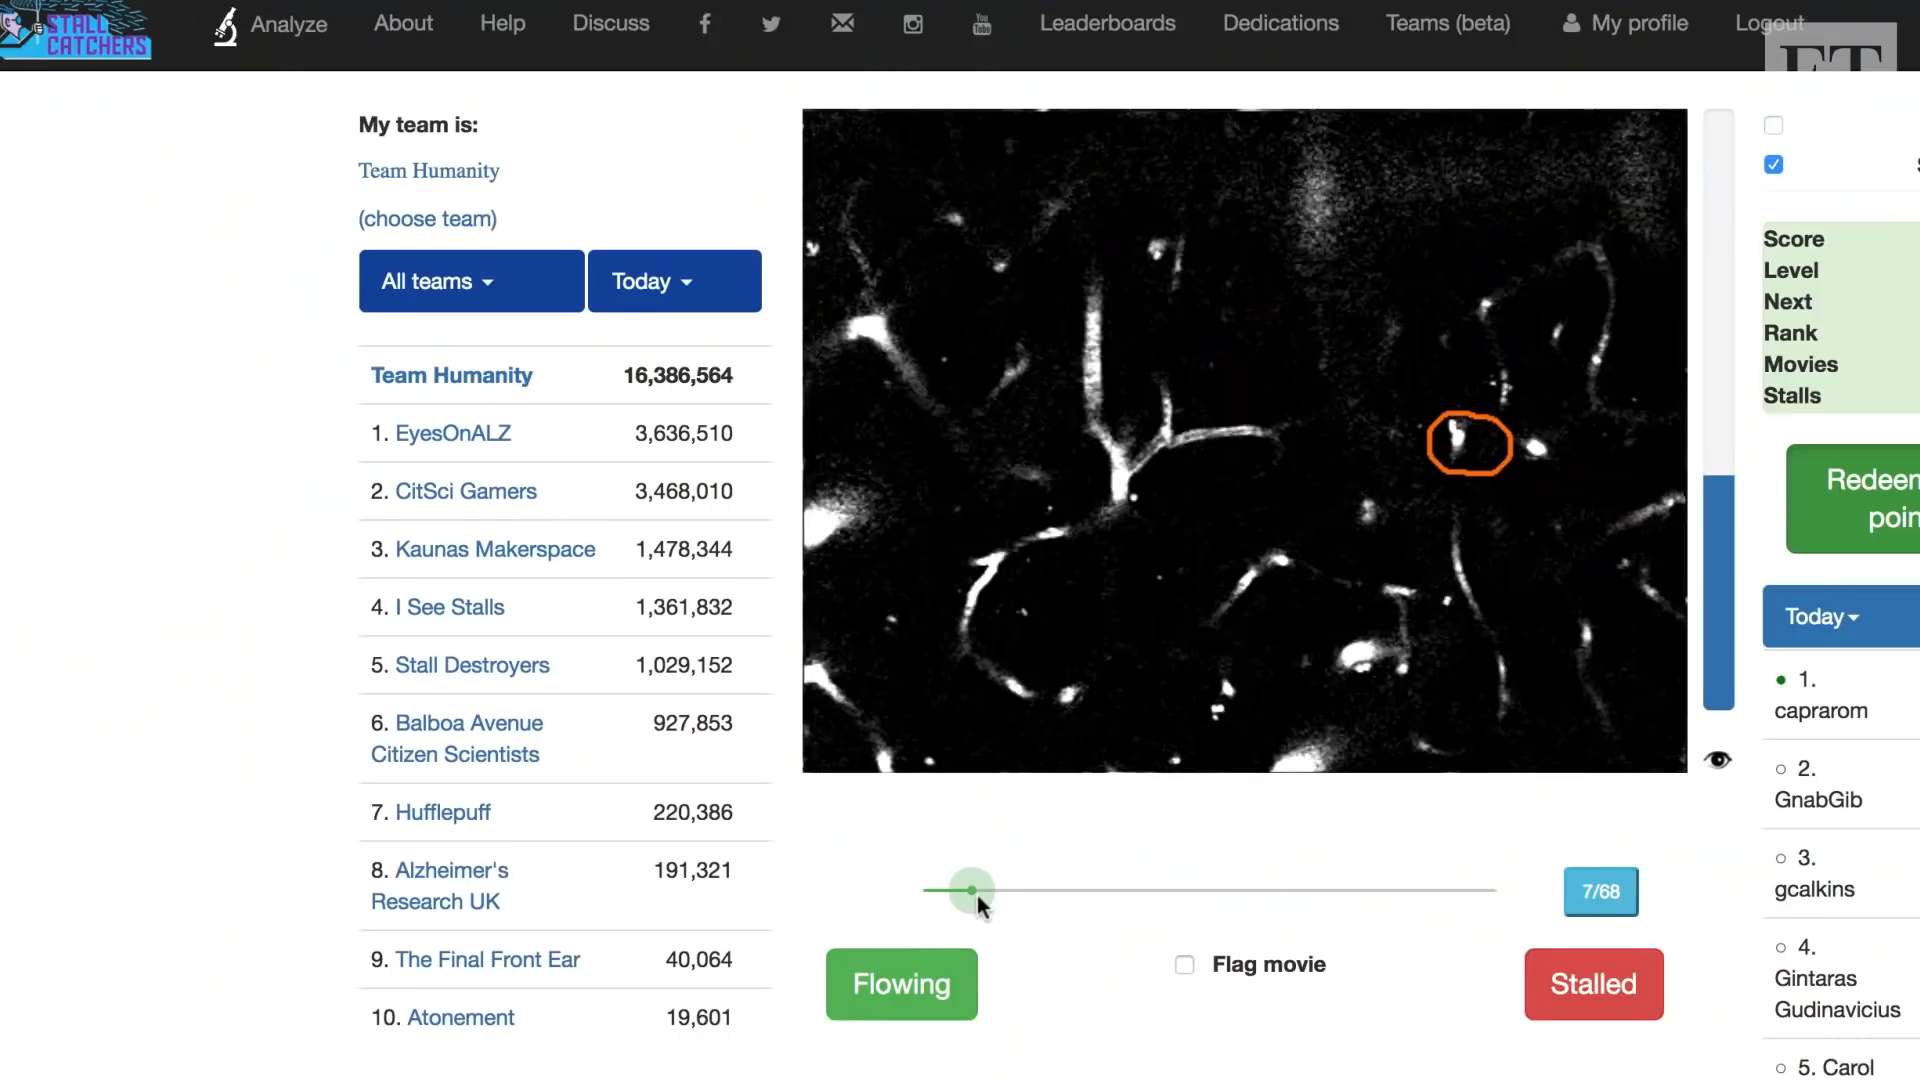 STALL
CATCHERS
Analyze
About
Help
Discuss
You
Tube
Leaderboards
Dedications
Teams (beta)
My profile
Logout
FT
My team is:
Team Humanity
(choose team)
All teams
Today
Team Humanity 16,386,564
1. EyesOnALZ 3,636,510
2. CitSci Gamers 3,468,010
3. Kaunas Makerspace 1,478,344
4. I See Stalls 1,361,832
5. Stall Destroyers 1,029,152
6. Balboa Avenue 927,853
Citizen Scientists
7. Hufflepuff 220,386
8. Alzheimer's 191,321
Research UK
9. The Final Front Ear 40,064
10. Atonement 19,601
7/68
Flowing
Flag movie
Stalled
Score
Level
Next
Rank
Movies
Stalls
Redeem
poin
Today
1.
caprarom
2.
GnabGib
3.
gcalkins
4.
Gintaras
Gudinavicius
5. Carol